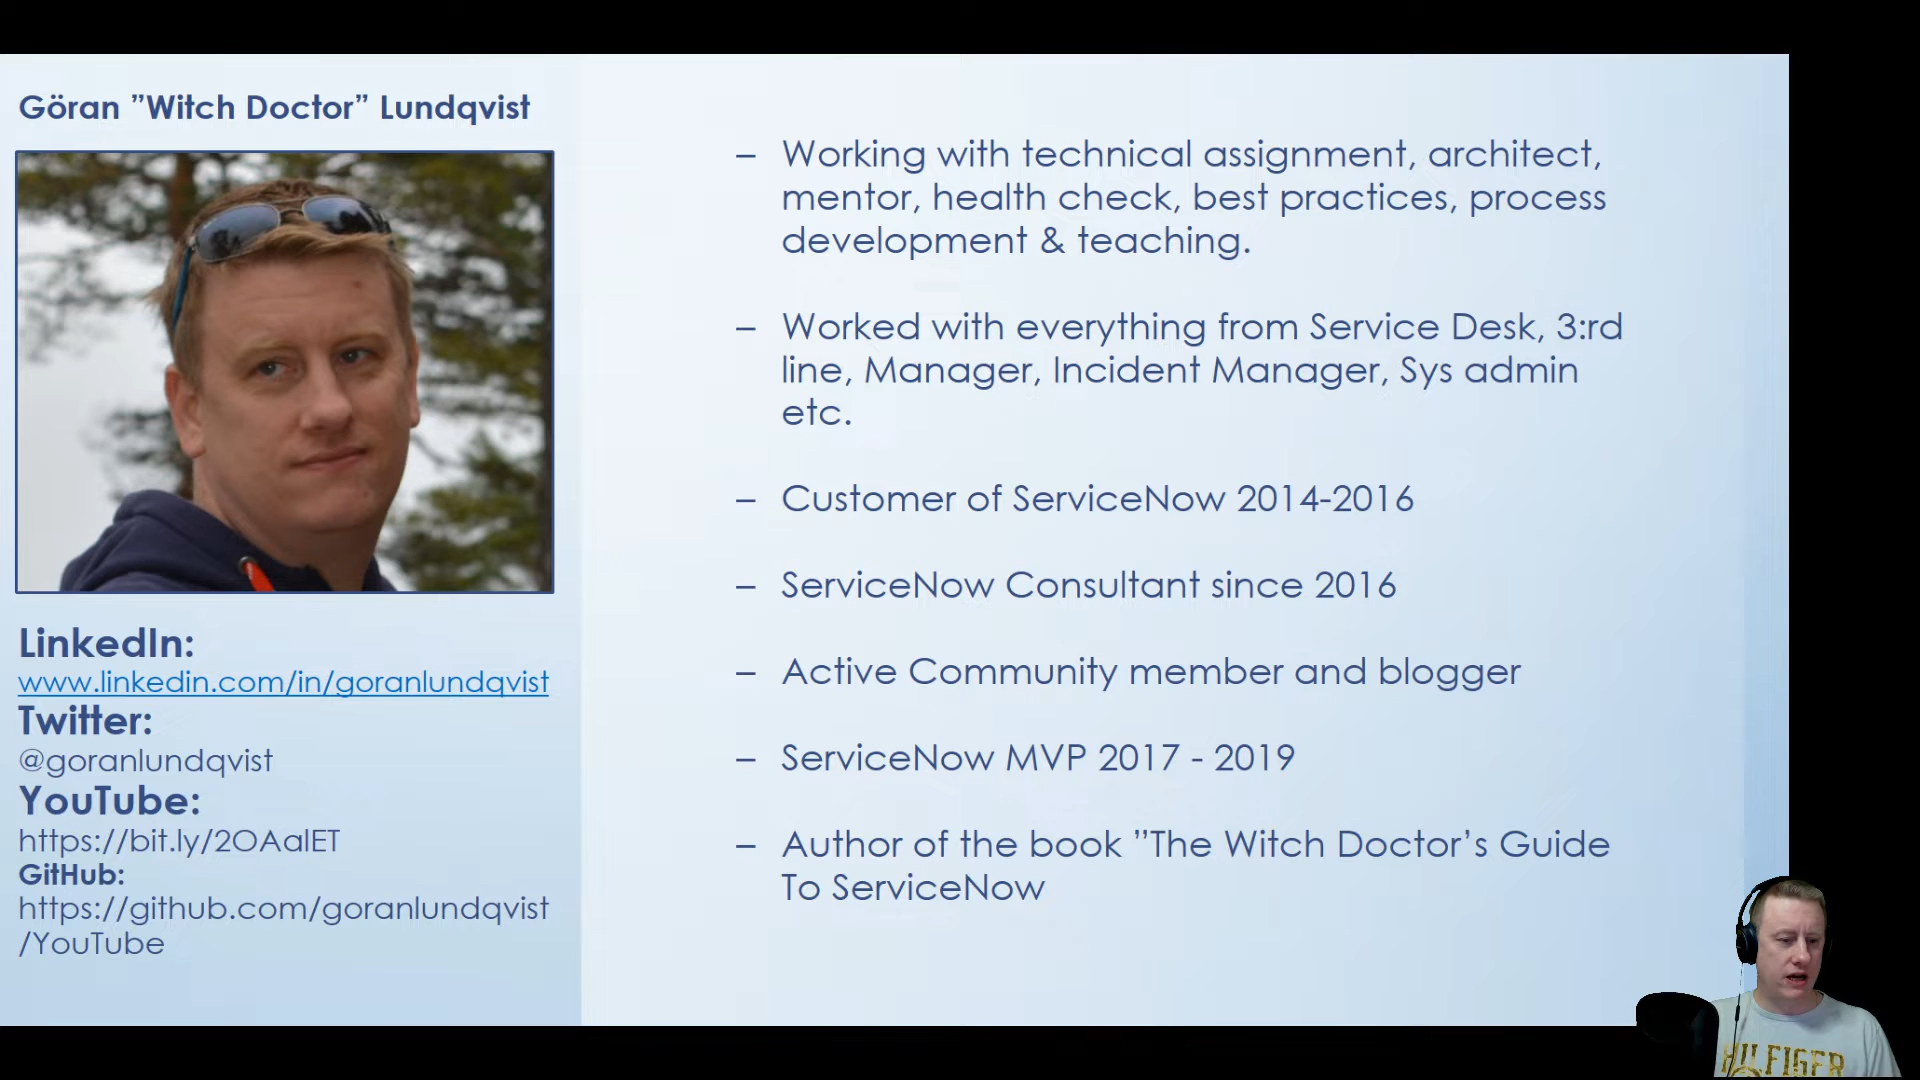 Göran ”Witch Doctor” Lundqvist
LinkedIn:
www.linkedin.com/in/goranlundqvist
Twitter:
@goranlundqvist
YouTube:
https://bit.ly/2OAalET
GitHub:
https://github.com/goranlundqvist
/YouTube
– Working with technical assignment, architect,
mentor, health check, best practices, process
development & teaching.
– Worked with everything from Service Desk, 3:rd
line, Manager, Incident Manager, Sys admin
etc.
– Customer of ServiceNow 2014-2016
– ServiceNow Consultant since 2016
– Active Community member and blogger
– ServiceNow MVP 2017 - 2019
– Author of the book ”The Witch Doctor’s Guide
To ServiceNow
HILFIGER